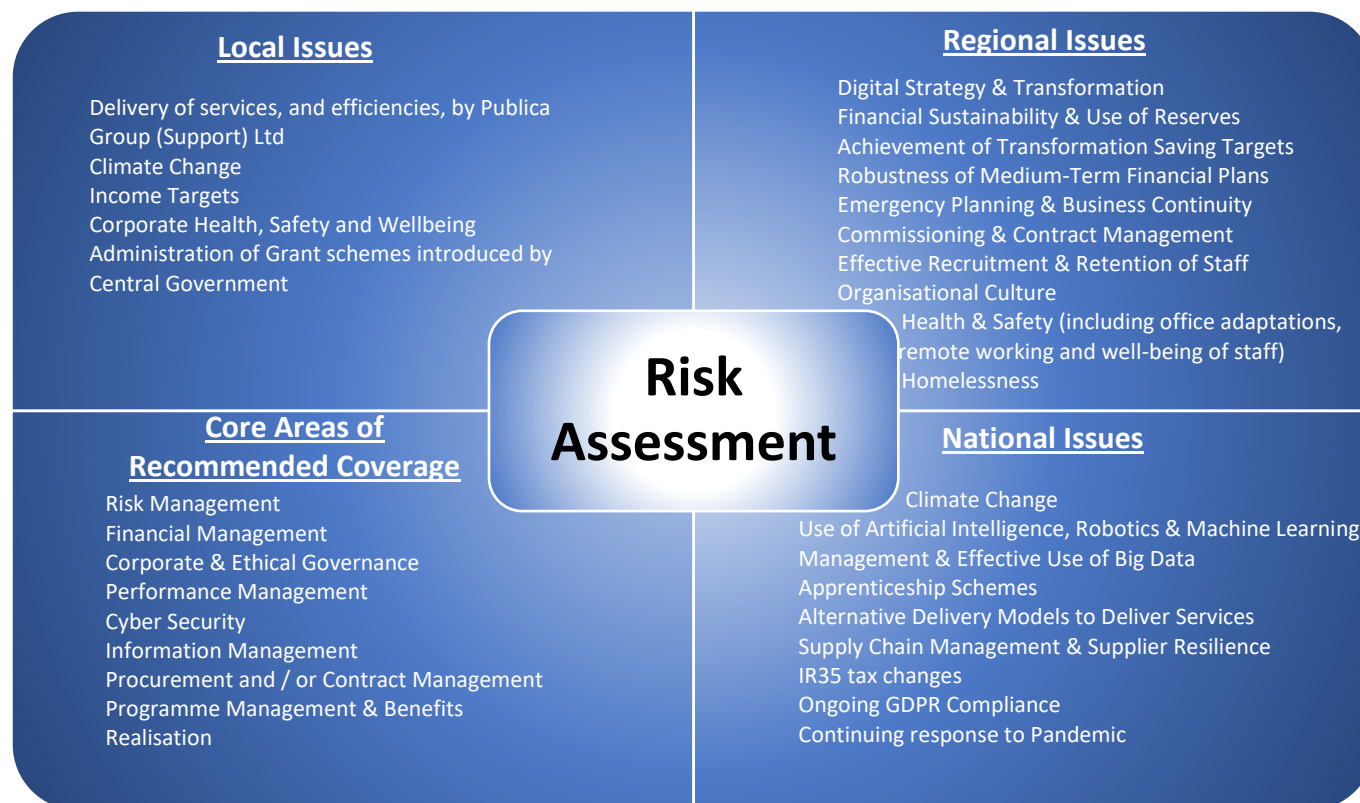 Local Issues
Delivery of services, and efficiencies, by Publica
Group (Support) Ltd
Climate Change
Income Targets
Corporate Health, Safety and Wellbeing
Administration of Grant schemes introduced by
Central Government
Regional Issues
Digital Strategy & Transformation
Financial Sustainability & Use of Reserves
Achievement of Transformation Saving Targets
Robustness of Medium-Term Financial Plans
Emergency Planning & Business Continuity
Commissioning & Contract Management
Effective Recruitment & Retention of Staff
Organisational Culture
Health & Safety (including office adaptations,
remote working and well-being of staff)
Homelessness
Risk
Assessment
Core Areas of
Recommended Coverage
Risk Management
Financial Management
Corporate & Ethical Governance
Performance Management
Cyber Security
Information Management
Procurement and / or Contract Management
Programme Management & Benefits
Realisation
National Issues
Climate Change
Use of Artificial Intelligence, Robotics & Machine Learning
Management & Effective Use of Big Data
Apprenticeship Schemes
Alternative Delivery Models to Deliver Services
Supply Chain Management & Supplier Resilience
IR35 tax changes
Ongoing GDPR Compliance
Continuing response to Pandemic